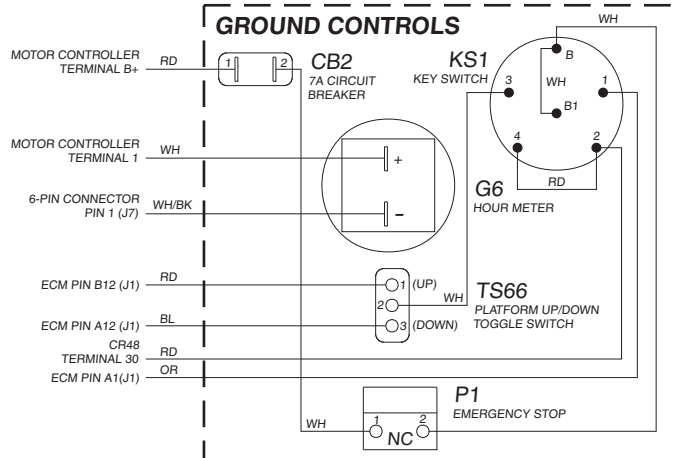 GROUND CONTROLS
WH
MOTOR CONTROLLER
TERMINAL B+
RD
1
2
CB2
7A CIRCUIT
BREAKER
KS1
KEY SWITCH
B
WH
B1
3
1
4
2
RD
MOTOR CONTROLLER
TERMINAL 1
WH
+
6-PIN CONNECTOR
PIN 1 (J7)
WH/BK
–
G6
HOUR METER
ECM PIN B12 (J1)
RD
1 (UP)
2
WH
TS66
PLATFORM UP/DOWN
TOGGLE SWITCH
ECM PIN A12 (J1)
BL
3 (DOWN)
CR48
TERMINAL 30
RD
ECM PIN A1(J1)
OR
P1
EMERGENCY STOP
WH
1
2
NC